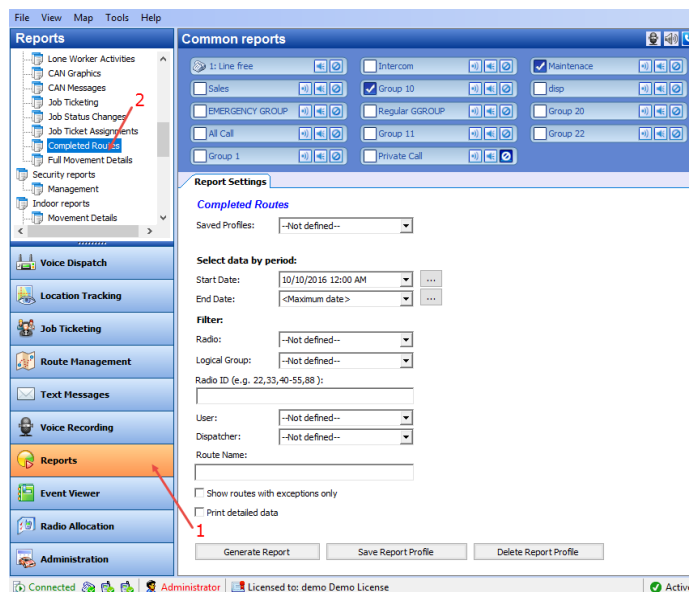 File View Map Tools Help
Reports
Lone Worker Activities
CAN Graphics
CAN Messages
Job Ticketing
Job Status Changes
Job Ticket Assignments
Completed Routes
Full Movement Details
Security reports
Management
Indoor reports
Movement Details
2
Voice Dispatch
Location Tracking
Job Ticketing
Route Management
Text Messages
Voice Recording
Reports
Event Viewer
Radio Allocation
Administration
1
Common reports
1: Line free Intercom Maintenace
Sales Group 10 disp
EMERGENCY GROUP Regular GGROUP Group 20
All Call Group 11 Group 22
Group 1 Private Call
Report Settings
Completed Routes
Saved Profiles: --Not defined--
Select data by period:
Start Date: 10/10/2016 12:00 AM ...
End Date: <Maximum date> ...
Filter:
Radio: --Not defined--
Logical Group: --Not defined--
Radio ID (e.g. 22,33,40-55,88 ):
User: --Not defined--
Dispatcher: --Not defined--
Route Name:
Show routes with exceptions only
Print detailed data
Generate Report Save Report Profile Delete Report Profile
Connected Administrator Licensed to: demo Demo License Active